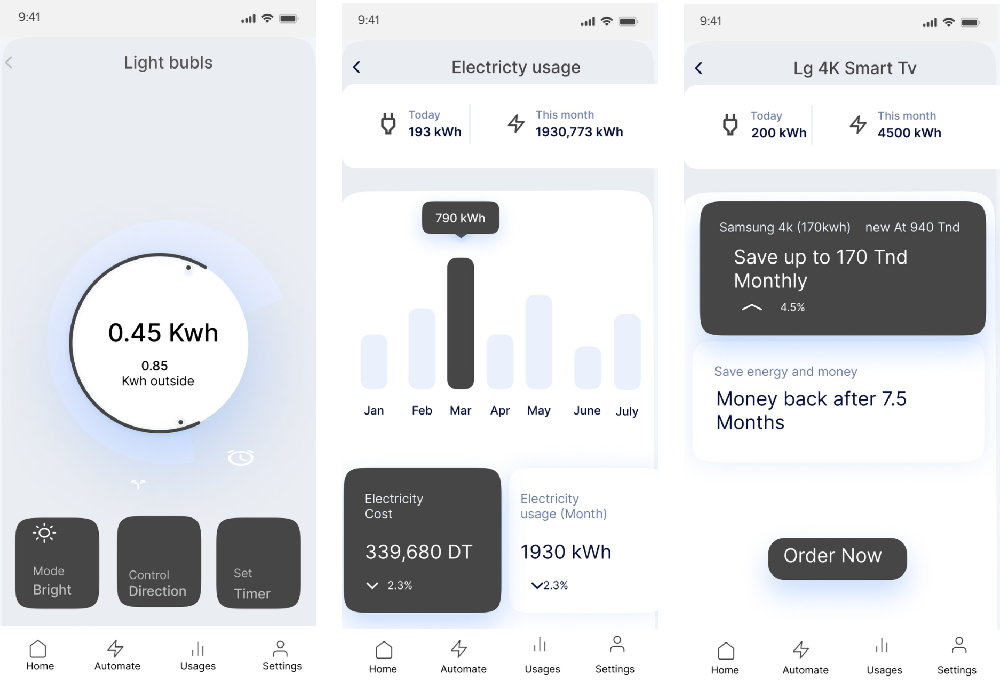 9:41
Light bubls
0.45 Kwh
0.85
Kwh outside
Mode
Bright
Control
Direction
Set
Timer
Home
Automate
Usages
Settings
9:41
Electricty usage
Today
193 kWh
This month
1930,773 kWh
790 kWh
Jan
Feb
Mar
Apr
May
June
July
Electricity
Cost
339,680 DT
2.3%
Electricity
usage (Month)
1930 kWh
2.3%
Home
Automate
Usages
Settings
9:41
Lg 4K Smart Tv
Today
200 kWh
This month
4500 kWh
Samsung 4k (170kwh) new At 940 Tnd
Save up to 170 Tnd
Monthly
4.5%
Save energy and money
Money back after 7.5
Months
Order Now
Home
Automate
Usages
Settings